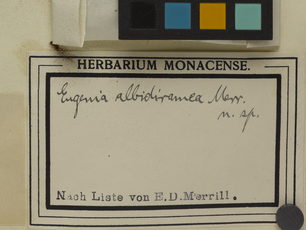 HERBARIUM MONACENSE.
Eugenia albidiramea Merr.
n. sp.
Nach Liste von E.D.Merrill.